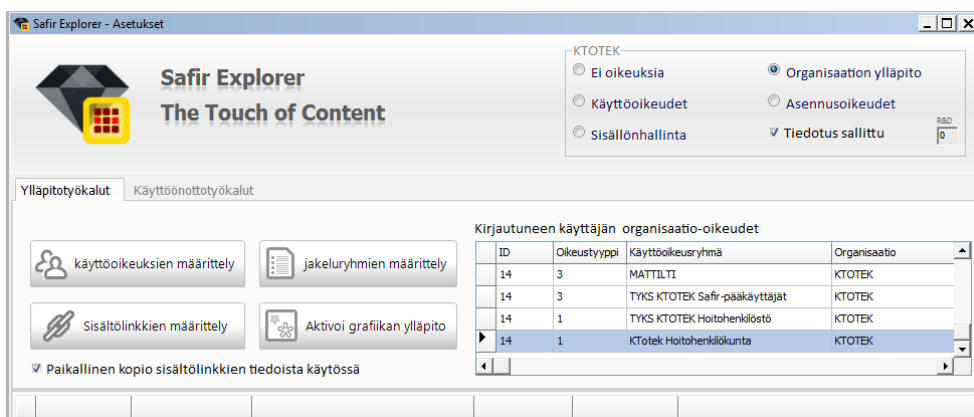 Safir Explorer - Asetukset
Safir Explorer
The Touch of Content
KTOTEK
Ei oikeuksia
Organisaation ylläpito
Käyttöoikeudet
Asennusoikeudet
Sisällönhallinta
Tiedotus sallittu
R&D
0
Ylläpitotyökalut
Käyttöönottotyökalut
Kirjautuneen käyttäjän organisaatio-oikeudet
käyttöoikeuksien määrittely
jakeluryhmien määrittely
Sisältölinkkien määrittely
Aktivoi grafiikan ylläpito
Paikallinen kopio sisältölinkkien tiedoista käytössä
ID Oikeustyyppi Käyttöoikeusryhmä Organisaatio
14 3 MATTILTI KTOTEK
14 3 TYKS KTOTEK Safir-pääkäyttäjät KTOTEK
14 1 TYKS KTOTEK Hoitohenkilöstö KTOTEK
14 1 KTotek Hoitohenkilökunta KTOTEK